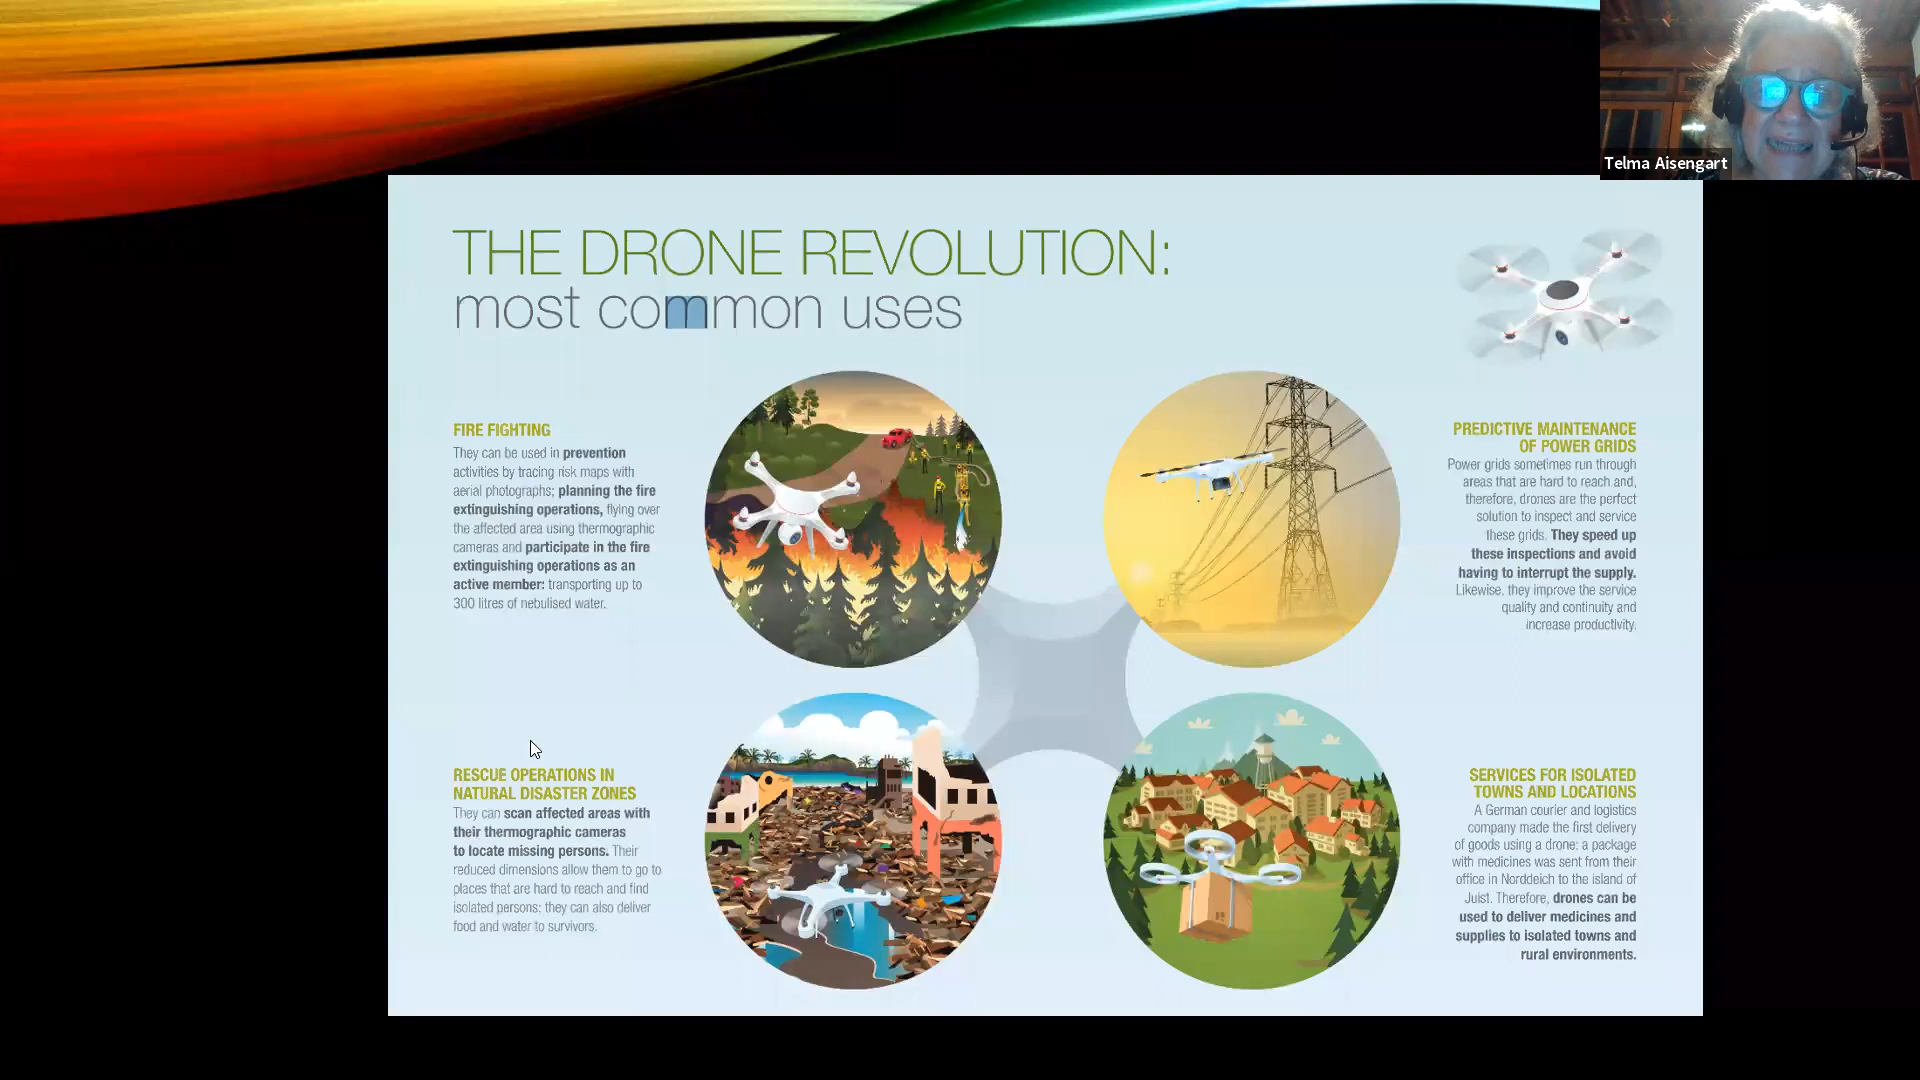 Telma Aisengart
THE DRONE REVOLUTION:
most common uses
FIRE FIGHTING
They can be used in prevention
activities by tracing risk maps with
aerial photographs; planning the fire
extinguishing operations, flying over
the affected area using thermographic
cameras and participate in the fire
extinguishing operations as an
active member: transporting up to
300 litres of nebulised water.
PREDICTIVE MAINTENANCE
OF POWER GRIDS
Power grids sometimes run through
areas that are hard to reach and,
therefore, drones are the perfect
solution to inspect and service
these grids. They speed up
these inspections and avoid
having to interrupt the supply.
Likewise, they improve the service
quality and continuity and
increase productivity.
RESCUE OPERATIONS IN
NATURAL DISASTER ZONES
They can scan affected areas with
their thermographic cameras
to locate missing persons. Their
reduced dimensions allow them to go to
places that are hard to reach and find
isolated persons: they can also deliver
food and water to survivors.
SERVICES FOR ISOLATED
TOWNS AND LOCATIONS
A German courier and logistics
company made the first delivery
of goods using a drone: a package
with medicines was sent from their
office in Norddeich to the island of
Juist. Therefore, drones can be
used to deliver medicines and
supplies to isolated towns and
rural environments.